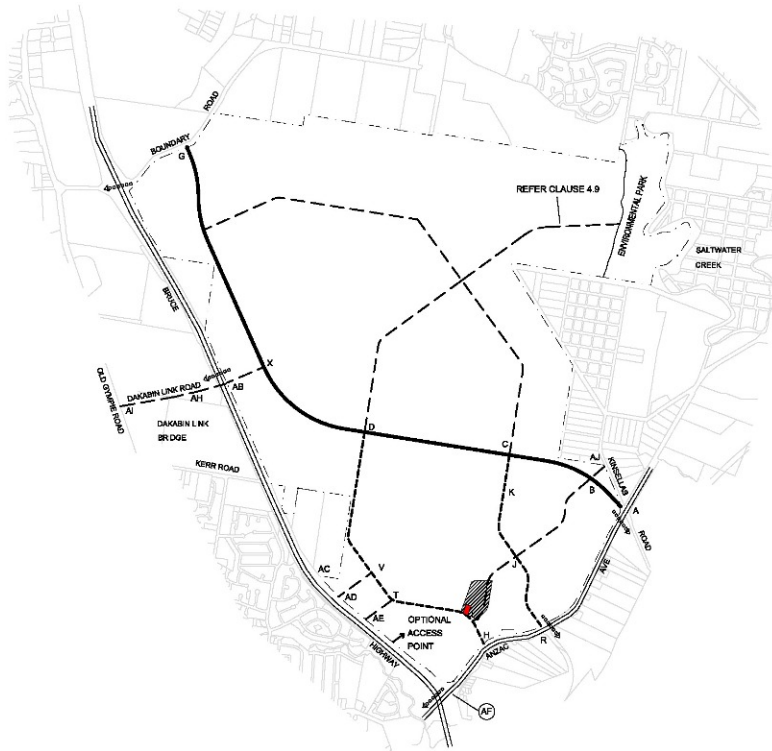 BOUNDARY
ROAD
G
REFER CLAUSE 4.9
ENVIRONMENTAL PARK
SALTWATER
CREEK
BRUCE
OLD GYMPIE ROAD
DAKABIN LINK ROAD
AI
AH
AB
X
DAKABIN LINK
BRIDGE
KERR ROAD
D
C
K
AJ
KINSELLAS
B
A
ROAD
AVE
J
AC
V
AD
T
AE
OPTIONAL
ACCESS
POINT
H
R
ANZAC
HIGHWAY
AF